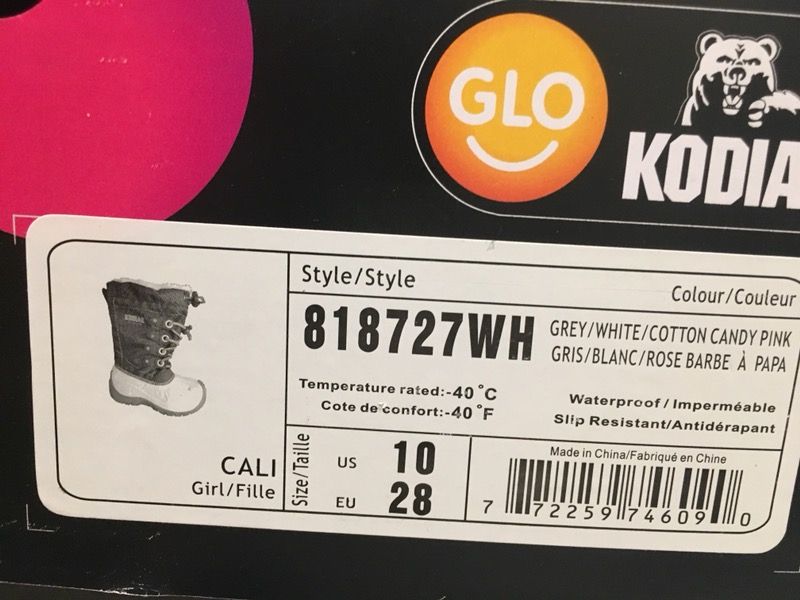 GLO
KODIA
KODIAK
Style/Style
Colour/Couleur
818727WH
GREY/WHITE/COTTON CANDY PINK
GRIS/BLANC/ROSE BARBE À PAPA
Temperature rated:-40°C
Cote de confort:-40°F
Waterproof/Imperméable
Slip Resistant/Antidérapant
CALI
Girl/Fille
Size/Taille
US 10
EU 28
Made in China/Fabriqué en Chine
7 72259 74609 0